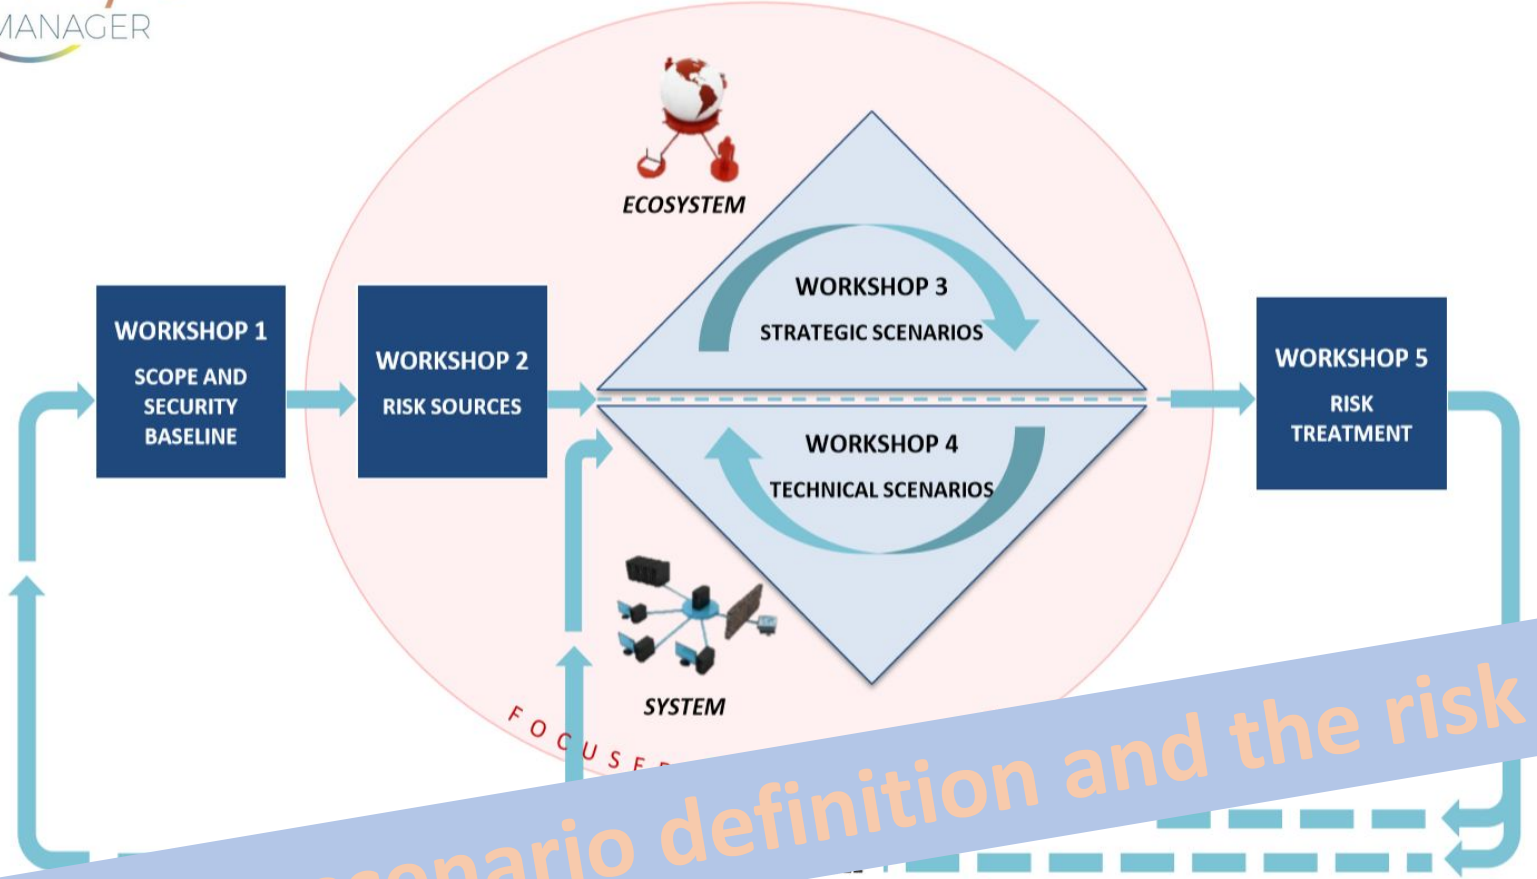 MANAGER
ECOSYSTEM
WORKSHOP 3
STRATEGIC SCENARIOS
WORKSHOP 1
SCOPE AND
SECURITY
BASELINE
WORKSHOP 2
RISK SOURCES
WORKSHOP 4
TECHNICAL SCENARIOS
WORKSHOP 5
RISK
TREATMENT
SYSTEM
definition and the risk